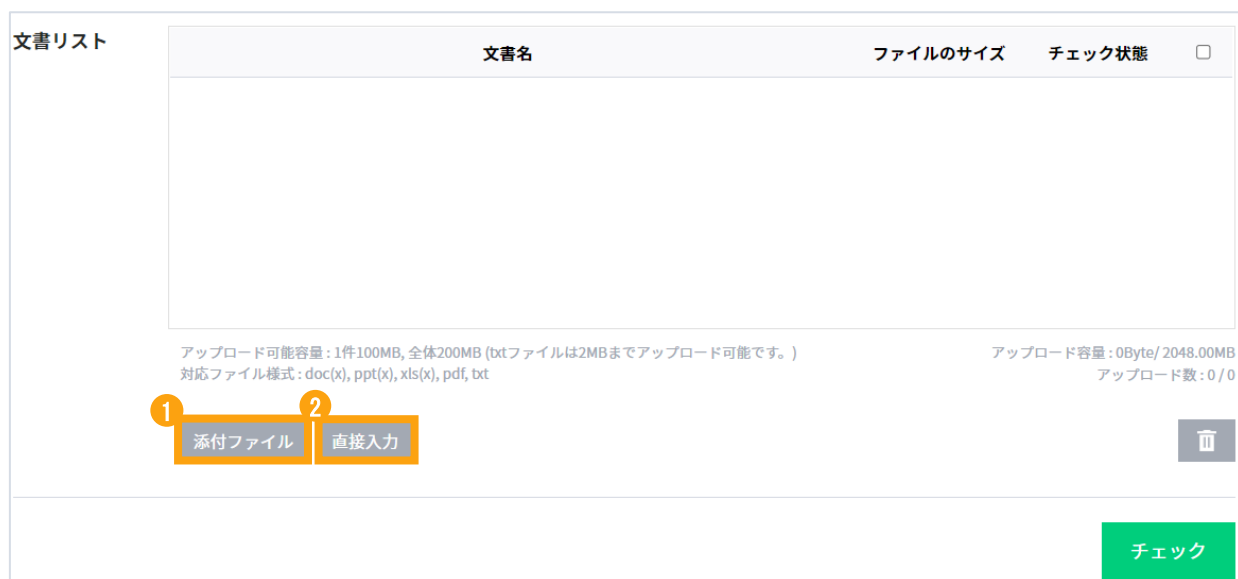 文書リスト
文書名 ファイルのサイズ チェック状態
アップロード可能容量 : 1件100MB, 全体200MB (txtファイルは2MBまでアップロード可能です。)
アップロード容量 : 0Byte/ 2048.00MB
対応ファイル様式 : doc(x), ppt(x), xls(x), pdf, txt
アップロード数 : 0 / 0
1 添付ファイル 2 直接入力
チェック